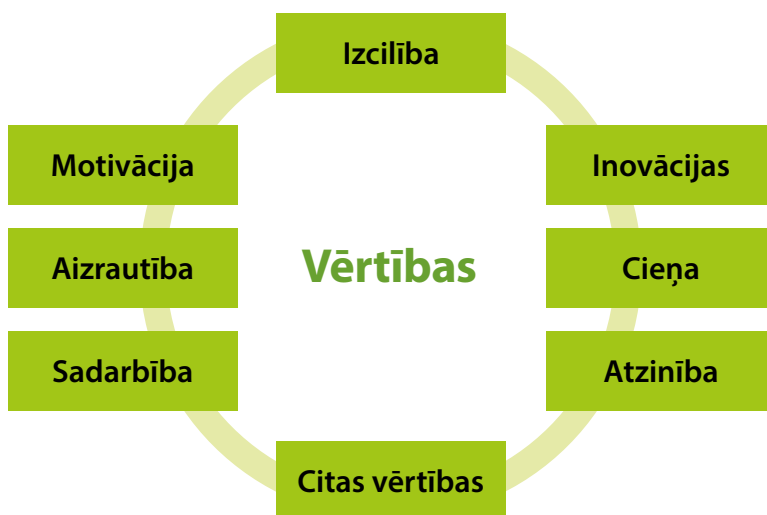 Izcilība
Motivācija
Inovācijas
Aizrautība
Vērtības
Cieņa
Sadarbība
Atzinība
Citas vērtības